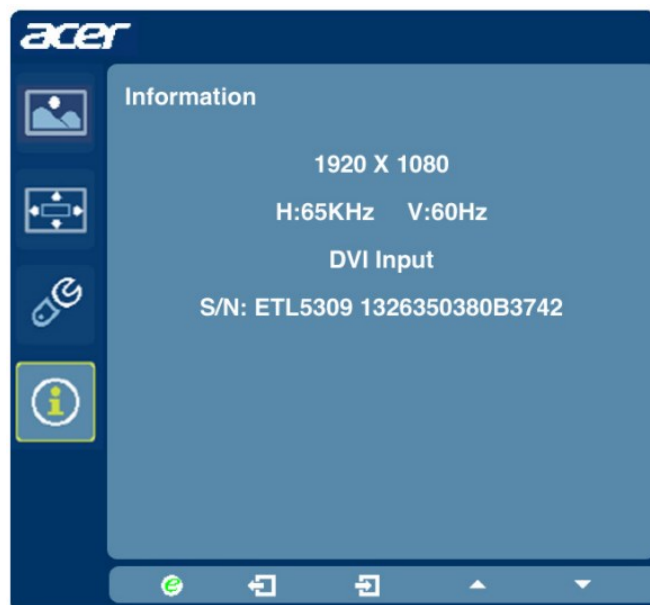 acer
Information
1920 X 1080
H:65KHz V:60Hz
DVI Input
S/N: ETL5309 1326350380B3742